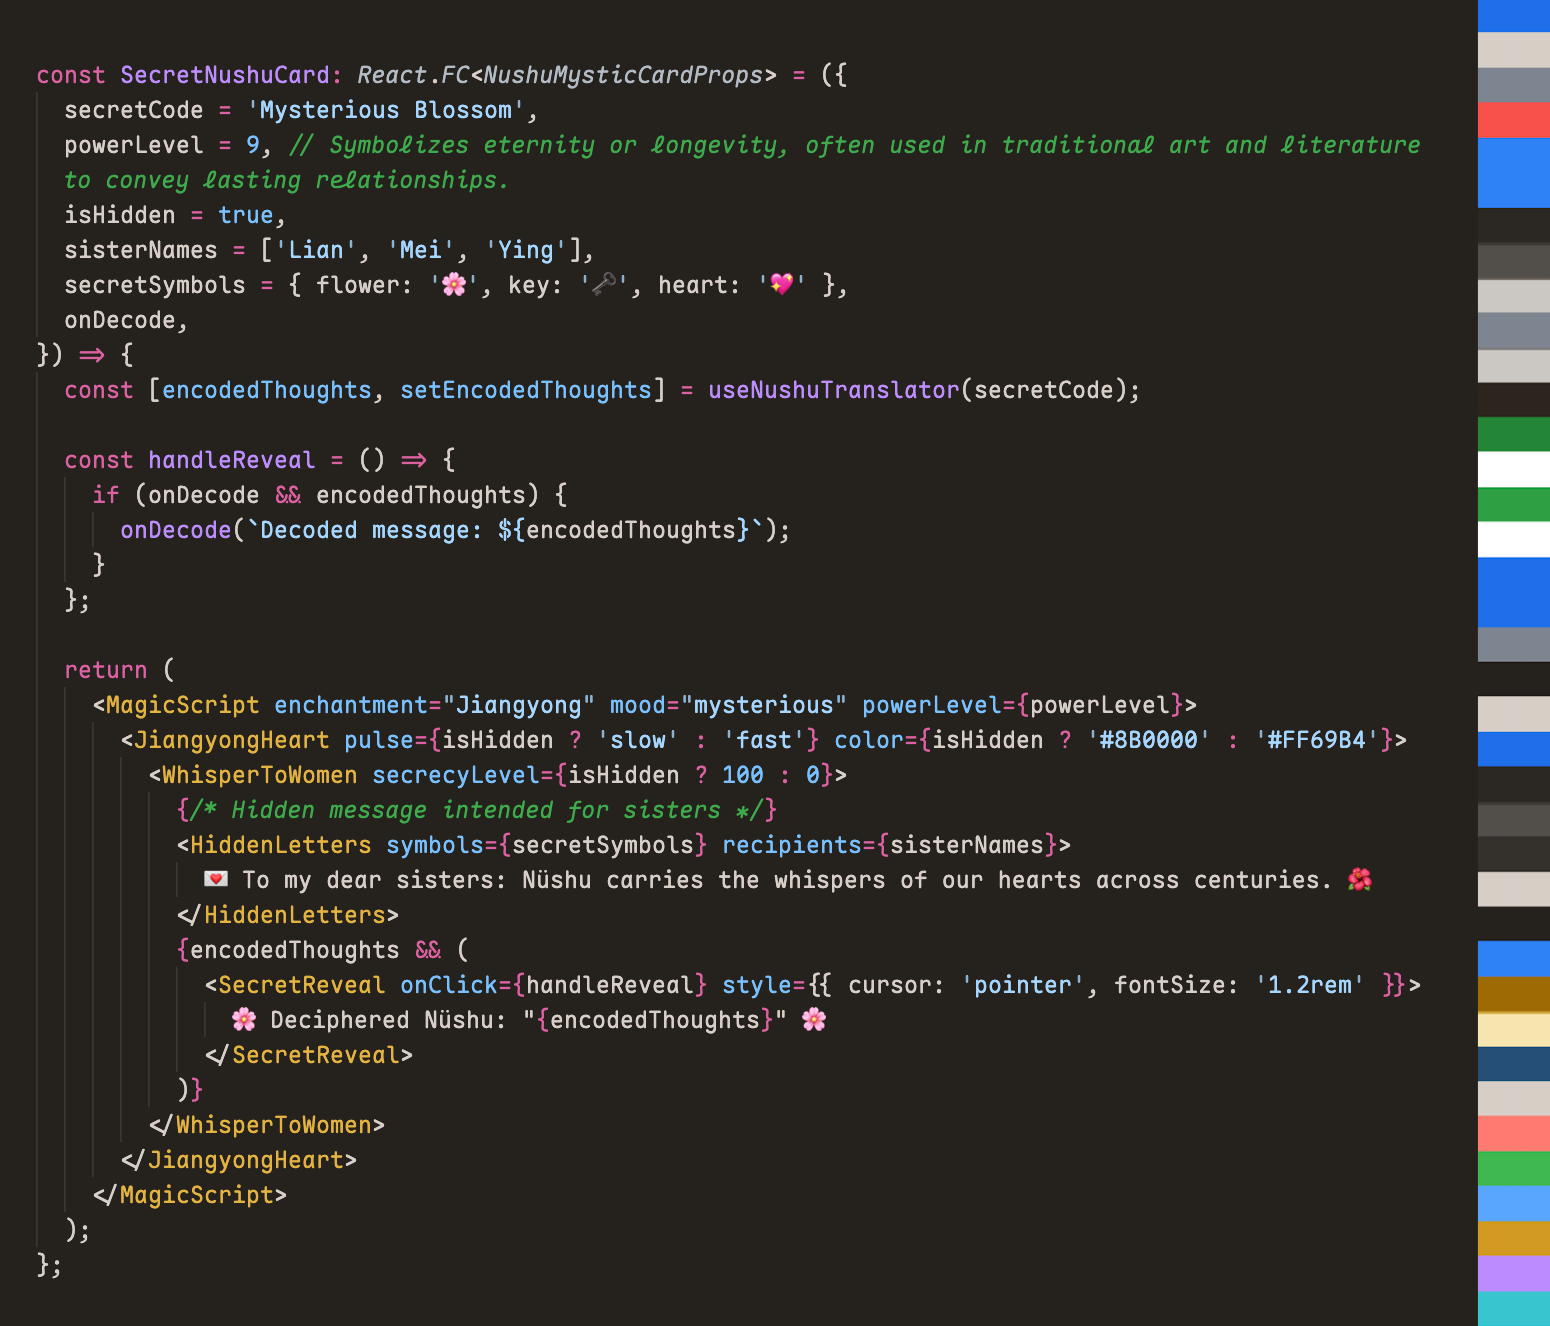 const SecretNushuCard: React.FC<NushuMysticCardProps> = ({
  secretCode = 'Mysterious Blossom',
  powerLevel = 9, // Symbolizes eternity or longevity, often used in traditional art and literature
  to convey lasting relationships.
  isHidden = true,
  sisterNames = ['Lian', 'Mei', 'Ying'],
  secretSymbols = { flower: '🌸', key: '🗝️', heart: '💖' },
  onDecode,
}) => {
  const [encodedThoughts, setEncodedThoughts] = useNushuTranslator(secretCode);
  const handleReveal = () => {
    if (onDecode && encodedThoughts) {
      onDecode(`Decoded message: ${encodedThoughts}`);
    }
  };
  return (
    <MagicScript enchantment="Jiangyong" mood="mysterious" powerLevel={powerLevel}>
      <JiangyongHeart pulse={isHidden ? 'slow' : 'fast'} color={isHidden ? '#8B0000' : '#FF69B4'}>
        <WhisperToWomen secrecyLevel={isHidden ? 100 : 0}>
          {/* Hidden message intended for sisters */}
          <HiddenLetters symbols={secretSymbols} recipients={sisterNames}>
            💌 To my dear sisters: Nüshu carries the whispers of our hearts across centuries. 🌺
          </HiddenLetters>
          {encodedThoughts && (
            <SecretReveal onClick={handleReveal} style={{ cursor: 'pointer', fontSize: '1.2rem' }}>
              🌸 Deciphered Nüshu: "{encodedThoughts}" 🌸
            </SecretReveal>
          )}
        </WhisperToWomen>
      </JiangyongHeart>
    </MagicScript>
  );
};